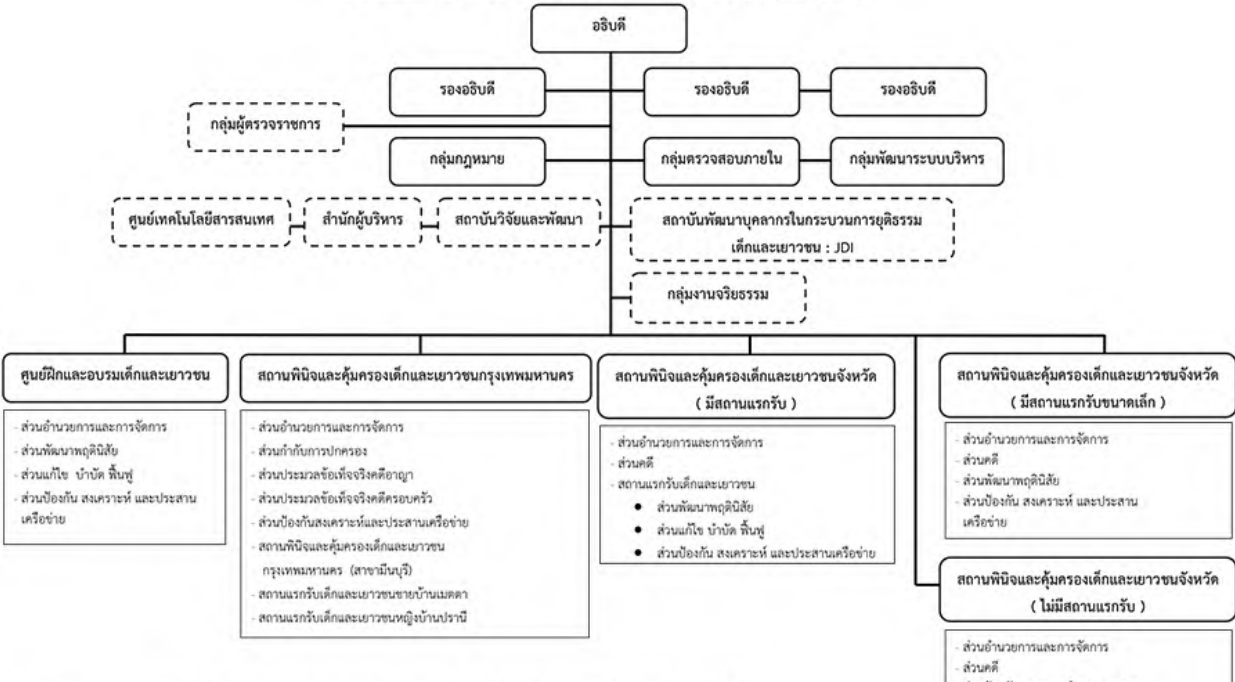 อธิบดี
รองอธิบดี
รองอธิบดี
รองอธิบดี
กลุ่มผู้ตรวจราชการ
กลุ่มกฎหมาย
กลุ่มตรวจสอบภายใน
กลุ่มพัฒนาระบบบริหาร
ศูนย์เทคโนโลยีสารสนเทศ
สำนักผู้บริหาร
สถาบันวิจัยและพัฒนา
สถาบันพัฒนาบุคลากรในกระบวนการยุติธรรม
เด็กและเยาวชน : JDI
กลุ่มงานจริยธรรม
ศูนย์ฝึกและอบรมเด็กและเยาวชน
- ส่วนอำนวยการและการจัดการ
- ส่วนพัฒนาพฤตินิสัย
- ส่วนแก้ไข บำบัด ฟื้นฟู
- ส่วนป้องกัน สงเคราะห์ และประสาน
เครือข่าย
สถานพินิจและคุ้มครองเด็กและเยาวชนกรุงเทพมหานคร
- ส่วนอำนวยการและการจัดการ
- ส่วนกำกับการปกครอง
- ส่วนประมวลข้อเท็จจริงคดีอาญา
- ส่วนประมวลข้อเท็จจริงคดีครอบครัว
- ส่วนป้องกันสงเคราะห์และประสานเครือข่าย
- สถานพินิจและคุ้มครองเด็กและเยาวชน
กรุงเทพมหานคร (สาขามีนบุรี)
- สถานแรกรับเด็กและเยาวชนชายบ้านเมตตา
- สถานแรกรับเด็กและเยาวชนหญิงบ้านปรานี
สถานพินิจและคุ้มครองเด็กและเยาวชนจังหวัด
( มีสถานแรกรับ )
- ส่วนอำนวยการและการจัดการ
- ส่วนคดี
- สถานแรกรับเด็กและเยาวชน
● ส่วนพัฒนาพฤตินิสัย
● ส่วนแก้ไข บำบัด ฟื้นฟู
● ส่วนป้องกัน สงเคราะห์ และประสานเครือข่าย
สถานพินิจและคุ้มครองเด็กและเยาวชนจังหวัด
( มีสถานแรกรับขนาดเล็ก )
- ส่วนอำนวยการและการจัดการ
- ส่วนคดี
- ส่วนพัฒนาพฤตินิสัย
- ส่วนป้องกัน สงเคราะห์ และประสาน
เครือข่าย
สถานพินิจและคุ้มครองเด็กและเยาวชนจังหวัด
( ไม่มีสถานแรกรับ )
- ส่วนอำนวยการและการจัดการ
- ส่วนคดี